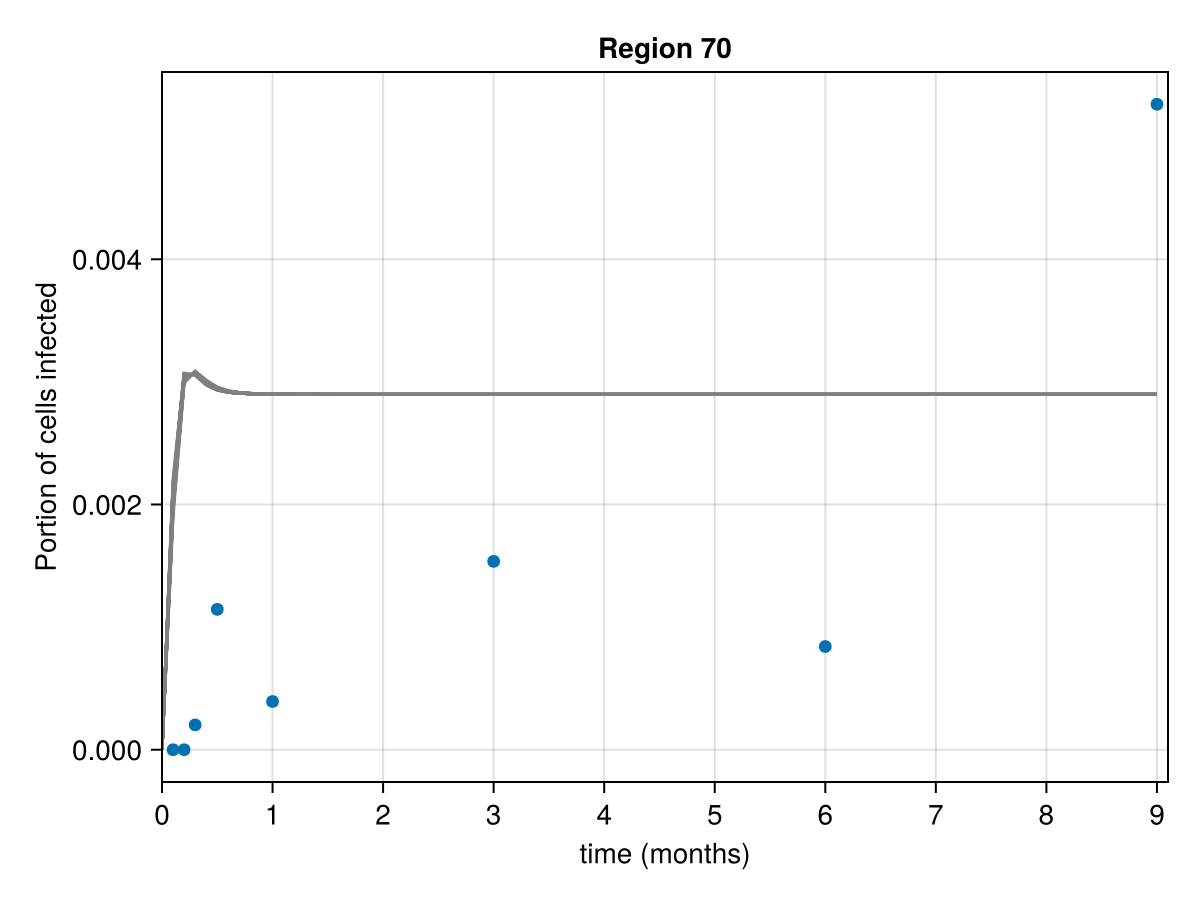 Region 70
Portion of cells infected
0.004
0.002
0.000
0 1 2 3 4 5 6 7 8 9
time (months)